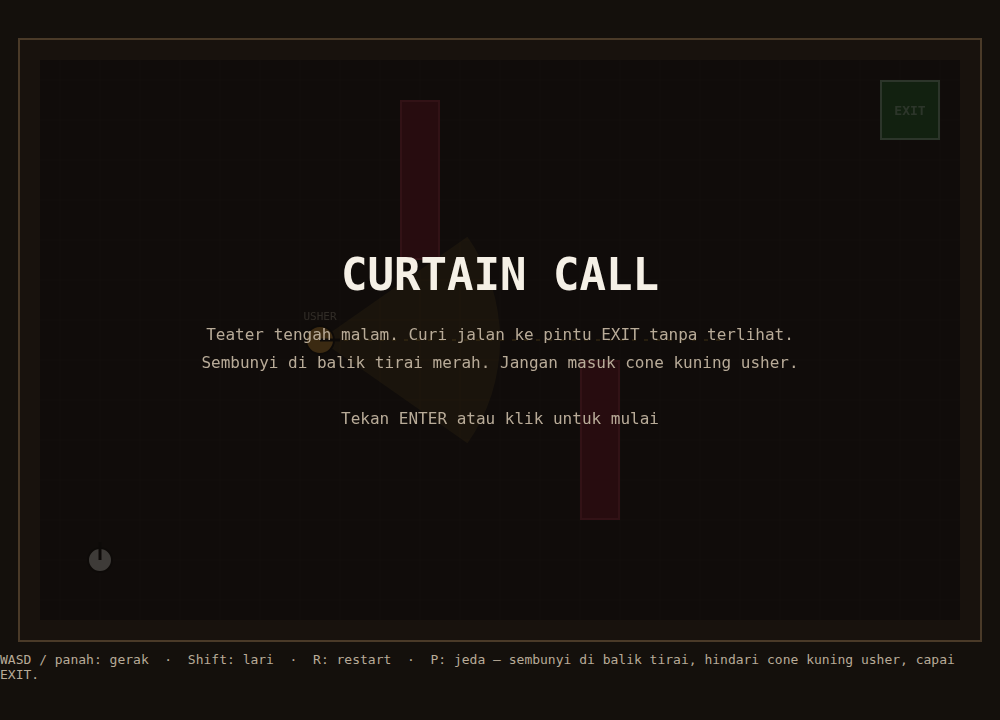 EXIT
CURTAIN CALL
USHER
Teater tengah malam. Curi jalan ke pintu EXIT tanpa terlihat.
Sembunyi di balik tirai merah. Jangan masuk cone kuning usher.
Tekan ENTER atau klik untuk mulai
WASD / panah: gerak · Shift: lari · R: restart · P: jeda — sembunyi di balik tirai, hindari cone kuning usher, capai
EXIT.